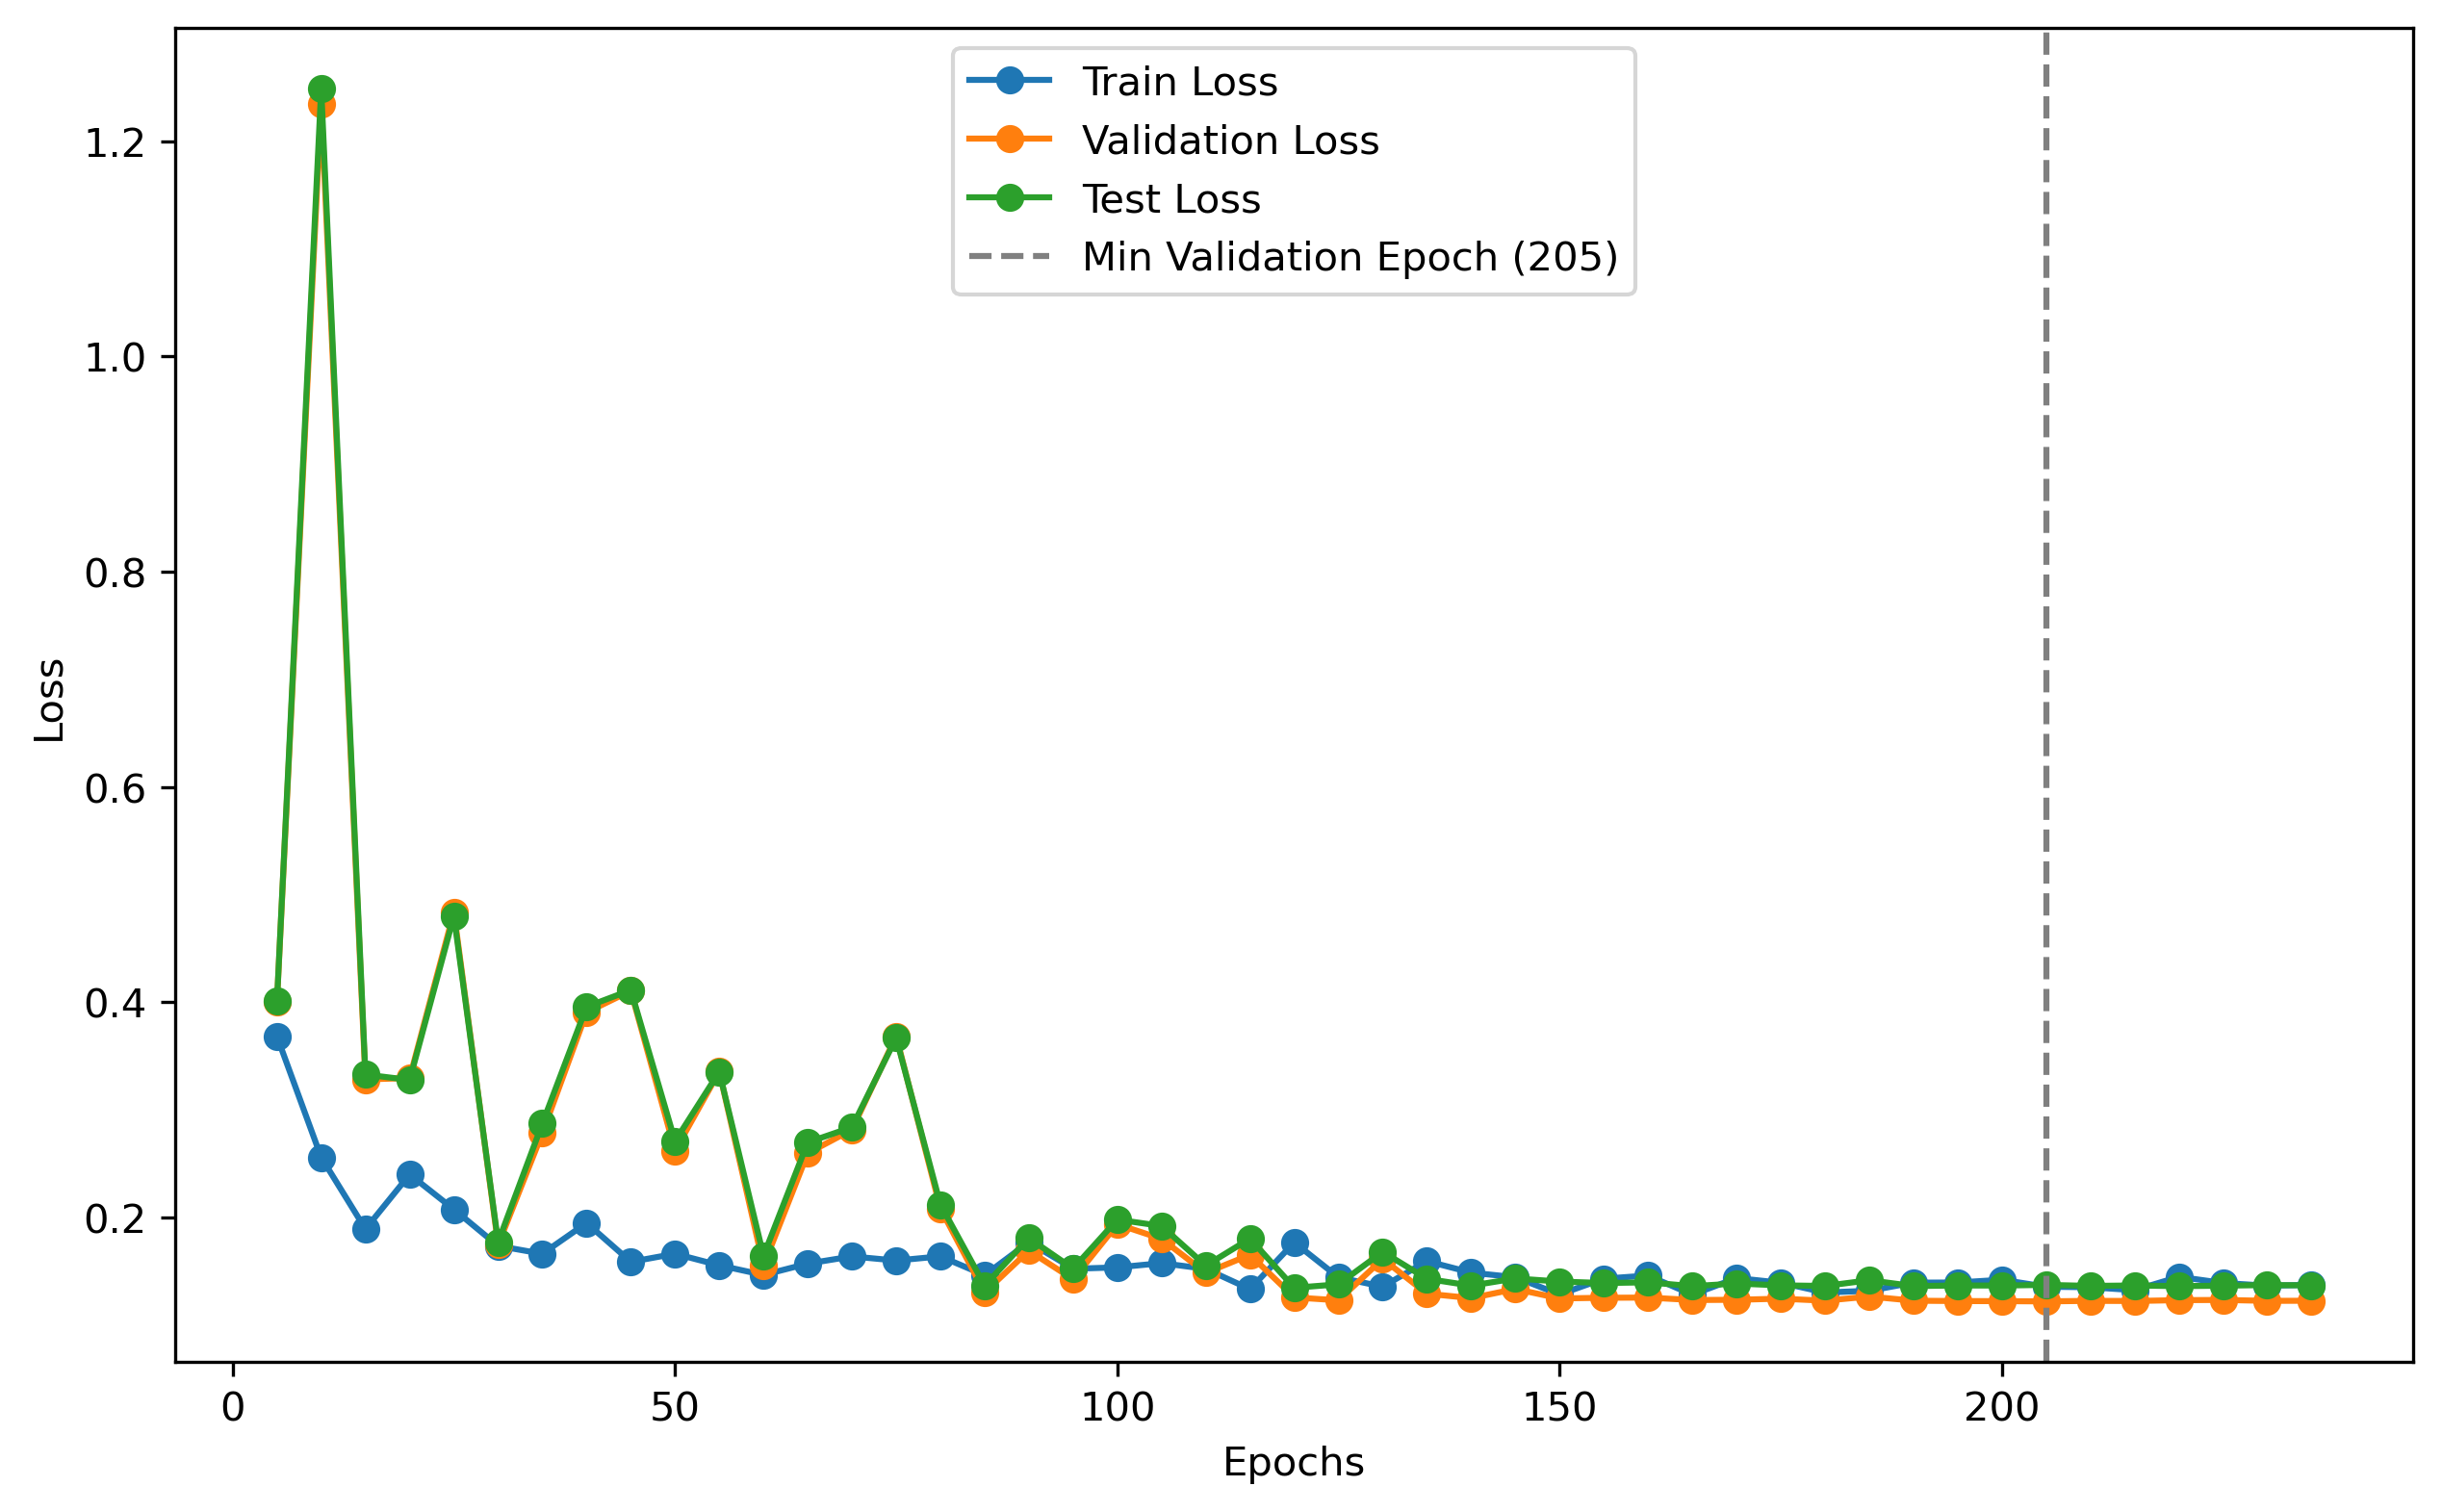 Train Loss
Validation Loss
Test Loss
Min Validation Epoch (205)
1.2
1.0
0.8
0.6
0.4
0.2
Loss
0 50 100 150 200
Epochs